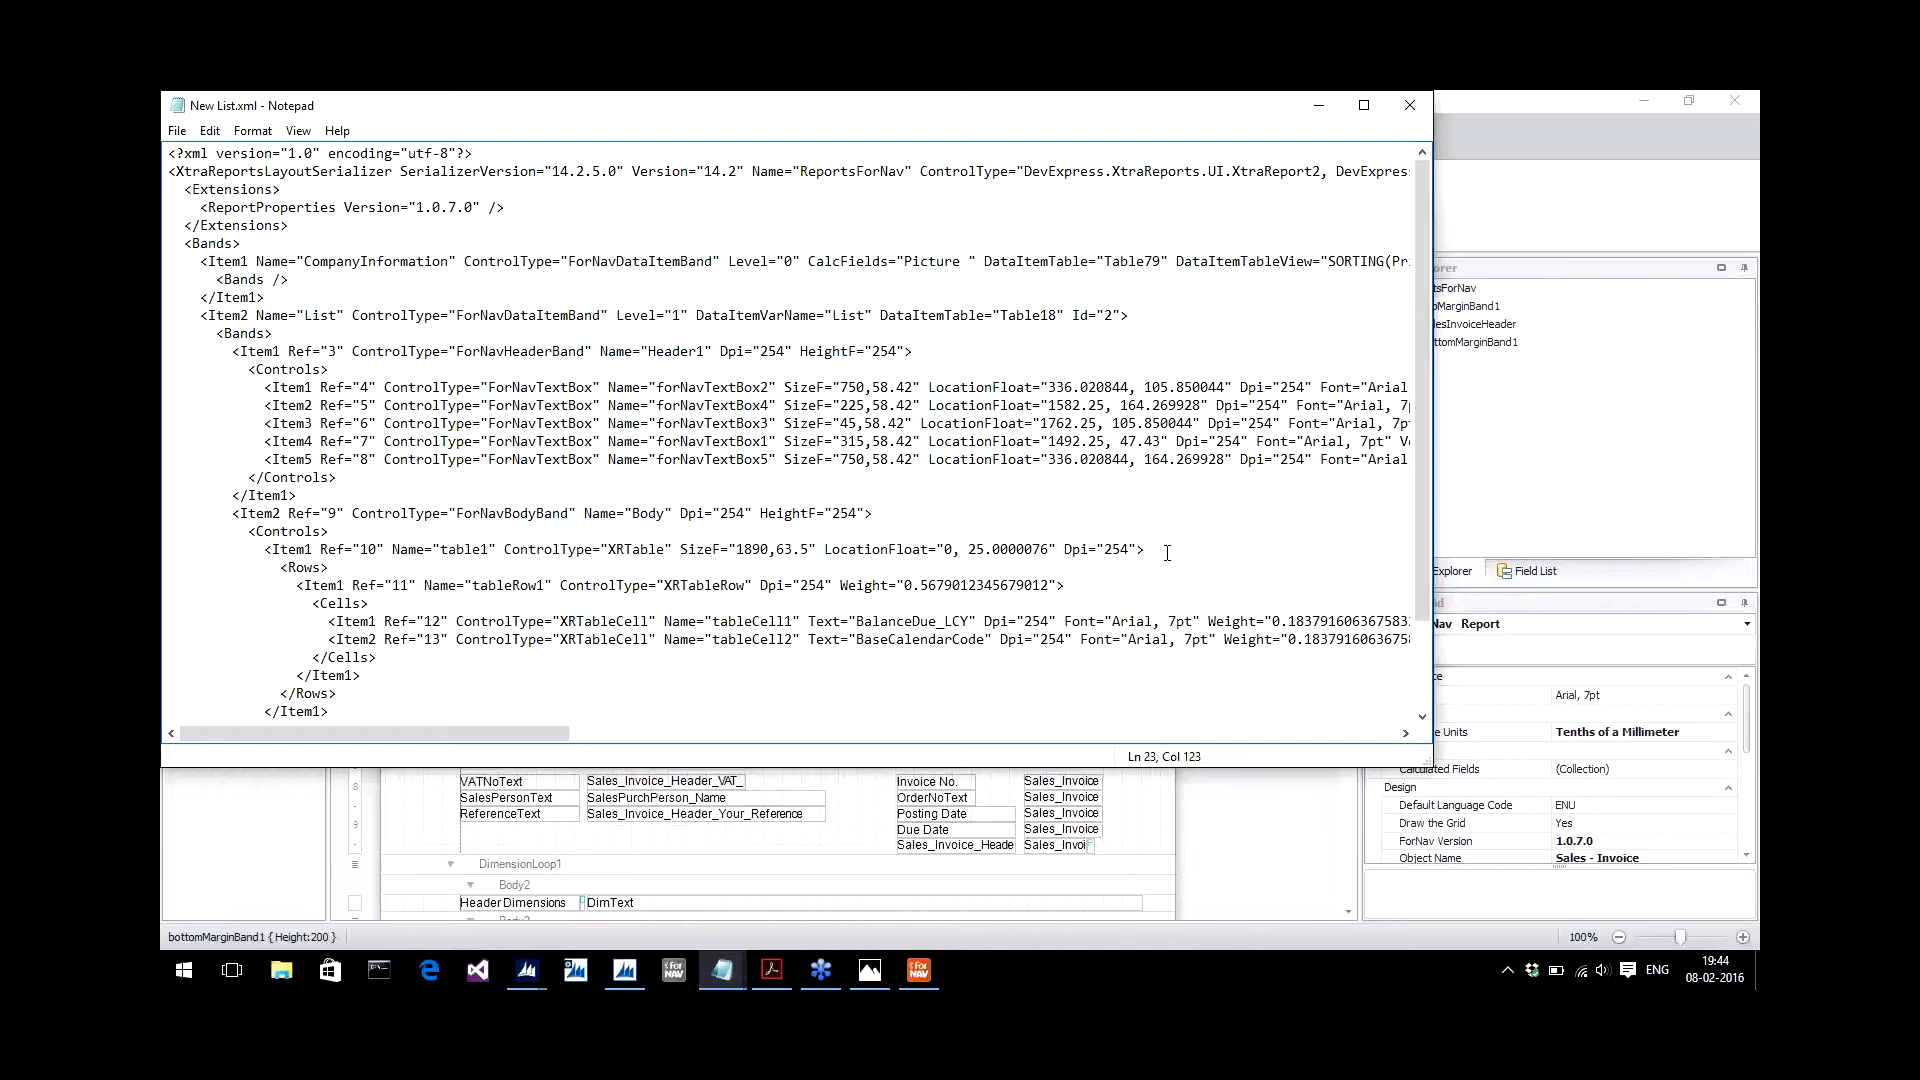 New List.xml - Notepad
File Edit Format View Help
<?xml version="1.0" encoding="utf-8"?>
<XtraReportsLayoutSerializer SerializerVersion="14.2.5.0" Version="14.2" Name="ReportsForNav" ControlType="DevExpress.XtraReports.UI.XtraReport2, DevExpres
<Extensions>
<ReportProperties Version="1.0.7.0" />
</Extensions>
<Bands>
<Item1 Name="CompanyInformation" ControlType="ForNavDataItemBand" Level="0" CalcFields="Picture " DataItemTable="Table79" DataItemTableView="SORTING(Pr
<Bands />
</Item1>
<Item2 Name="List" ControlType="ForNavDataItemBand" Level="1" DataItemVarName="List" DataItemTable="Table18" Id="2">
<Bands>
<Item1 Ref="3" ControlType="ForNavHeaderBand" Name="Header1" Dpi="254" HeightF="254">
<Controls>
<Item1 Ref="4" ControlType="ForNavTextBox" Name="forNavTextBox2" SizeF="750,58.42" LocationFloat="336.020844, 105.850044" Dpi="254" Font="Arial
<Item2 Ref="5" ControlType="ForNavTextBox" Name="forNavTextBox4" SizeF="225,58.42" LocationFloat="1582.25, 164.269928" Dpi="254" Font="Arial, 7p
<Item3 Ref="6" ControlType="ForNavTextBox" Name="forNavTextBox3" SizeF="45,58.42" LocationFloat="1762.25, 105.850044" Dpi="254" Font="Arial, 7p
<Item4 Ref="7" ControlType="ForNavTextBox" Name="forNavTextBox1" SizeF="315,58.42" LocationFloat="1492.25, 47.43" Dpi="254" Font="Arial, 7pt" V
<Item5 Ref="8" ControlType="ForNavTextBox" Name="forNavTextBox5" SizeF="750,58.42" LocationFloat="336.020844, 164.269928" Dpi="254" Font="Arial
</Controls>
</Item1>
<Item2 Ref="9" ControlType="ForNavBodyBand" Name="Body" Dpi="254" HeightF="254">
<Controls>
<Item1 Ref="10" Name="table1" ControlType="XRTable" SizeF="1890,63.5" LocationFloat="0, 25.0000076" Dpi="254">
<Rows>
<Item1 Ref="11" Name="tableRow1" ControlType="XRTableRow" Dpi="254" Weight="0.5679012345679012">
<Cells>
<Item1 Ref="12" ControlType="XRTableCell" Name="tableCell1" Text="BalanceDue_LCY" Dpi="254" Font="Arial, 7pt" Weight="0.183791606367583
<Item2 Ref="13" ControlType="XRTableCell" Name="tableCell2" Text="BaseCalendarCode" Dpi="254" Font="Arial, 7pt" Weight="0.18379160636758
</Cells>
</Item1>
</Rows>
</Item1>
Ln 23, Col 123
orer
tsForNav
pMarginBand1
lesInvoiceHeader
ottomMarginBand1
Explorer Field List
id
Nav Report
ce
Arial, 7pt
e Units Tenths of a Millimeter
Calculated Fields (Collection)
Design
Default Language Code ENU
Draw the Grid Yes
ForNav Version 1.0.7.0
Object Name Sales - Invoice
8
9
VATNoText Sales_Invoice_Header_VAT_ Invoice No. Sales_Invoice
SalesPersonText SalesPurchPerson_Name OrderNoText Sales_Invoice
ReferenceText Sales_Invoice_Header_Your_Reference Posting Date Sales_Invoice
Due Date Sales_Invoice
Sales_Invoice_Heade Sales_Invoi
DimensionLoop1
Body2
Header Dimensions DimText
bottomMarginBand1 { Height:200 }
100%
ForNAV
ForNAV
ENG
19:44
08-02-2016